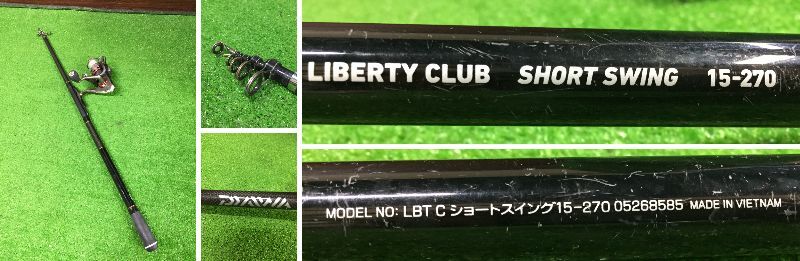 DAIWA
LIBERTY CLUB SHORT SWING 15-270
MODEL NO: LBT C ショートスイング15-270 05268585 MADE IN VIETNAM